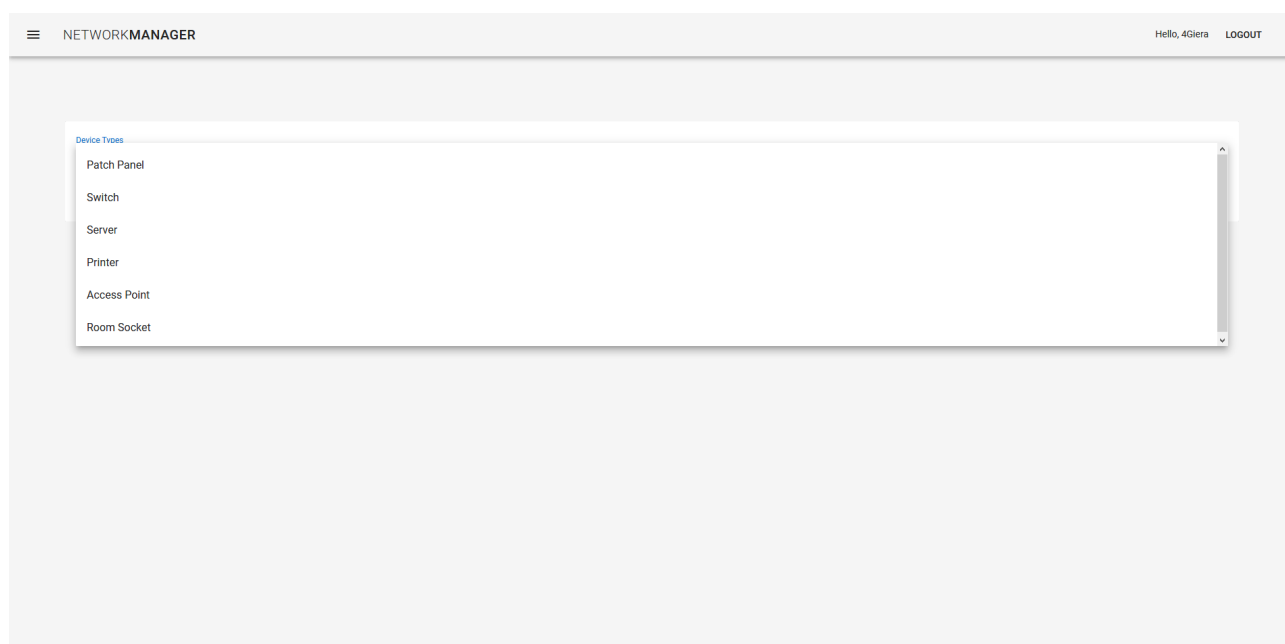 NETWORKMANAGER
Hello, 4Giera LOGOUT
Device Types
Patch Panel
Switch
Server
Printer
Access Point
Room Socket